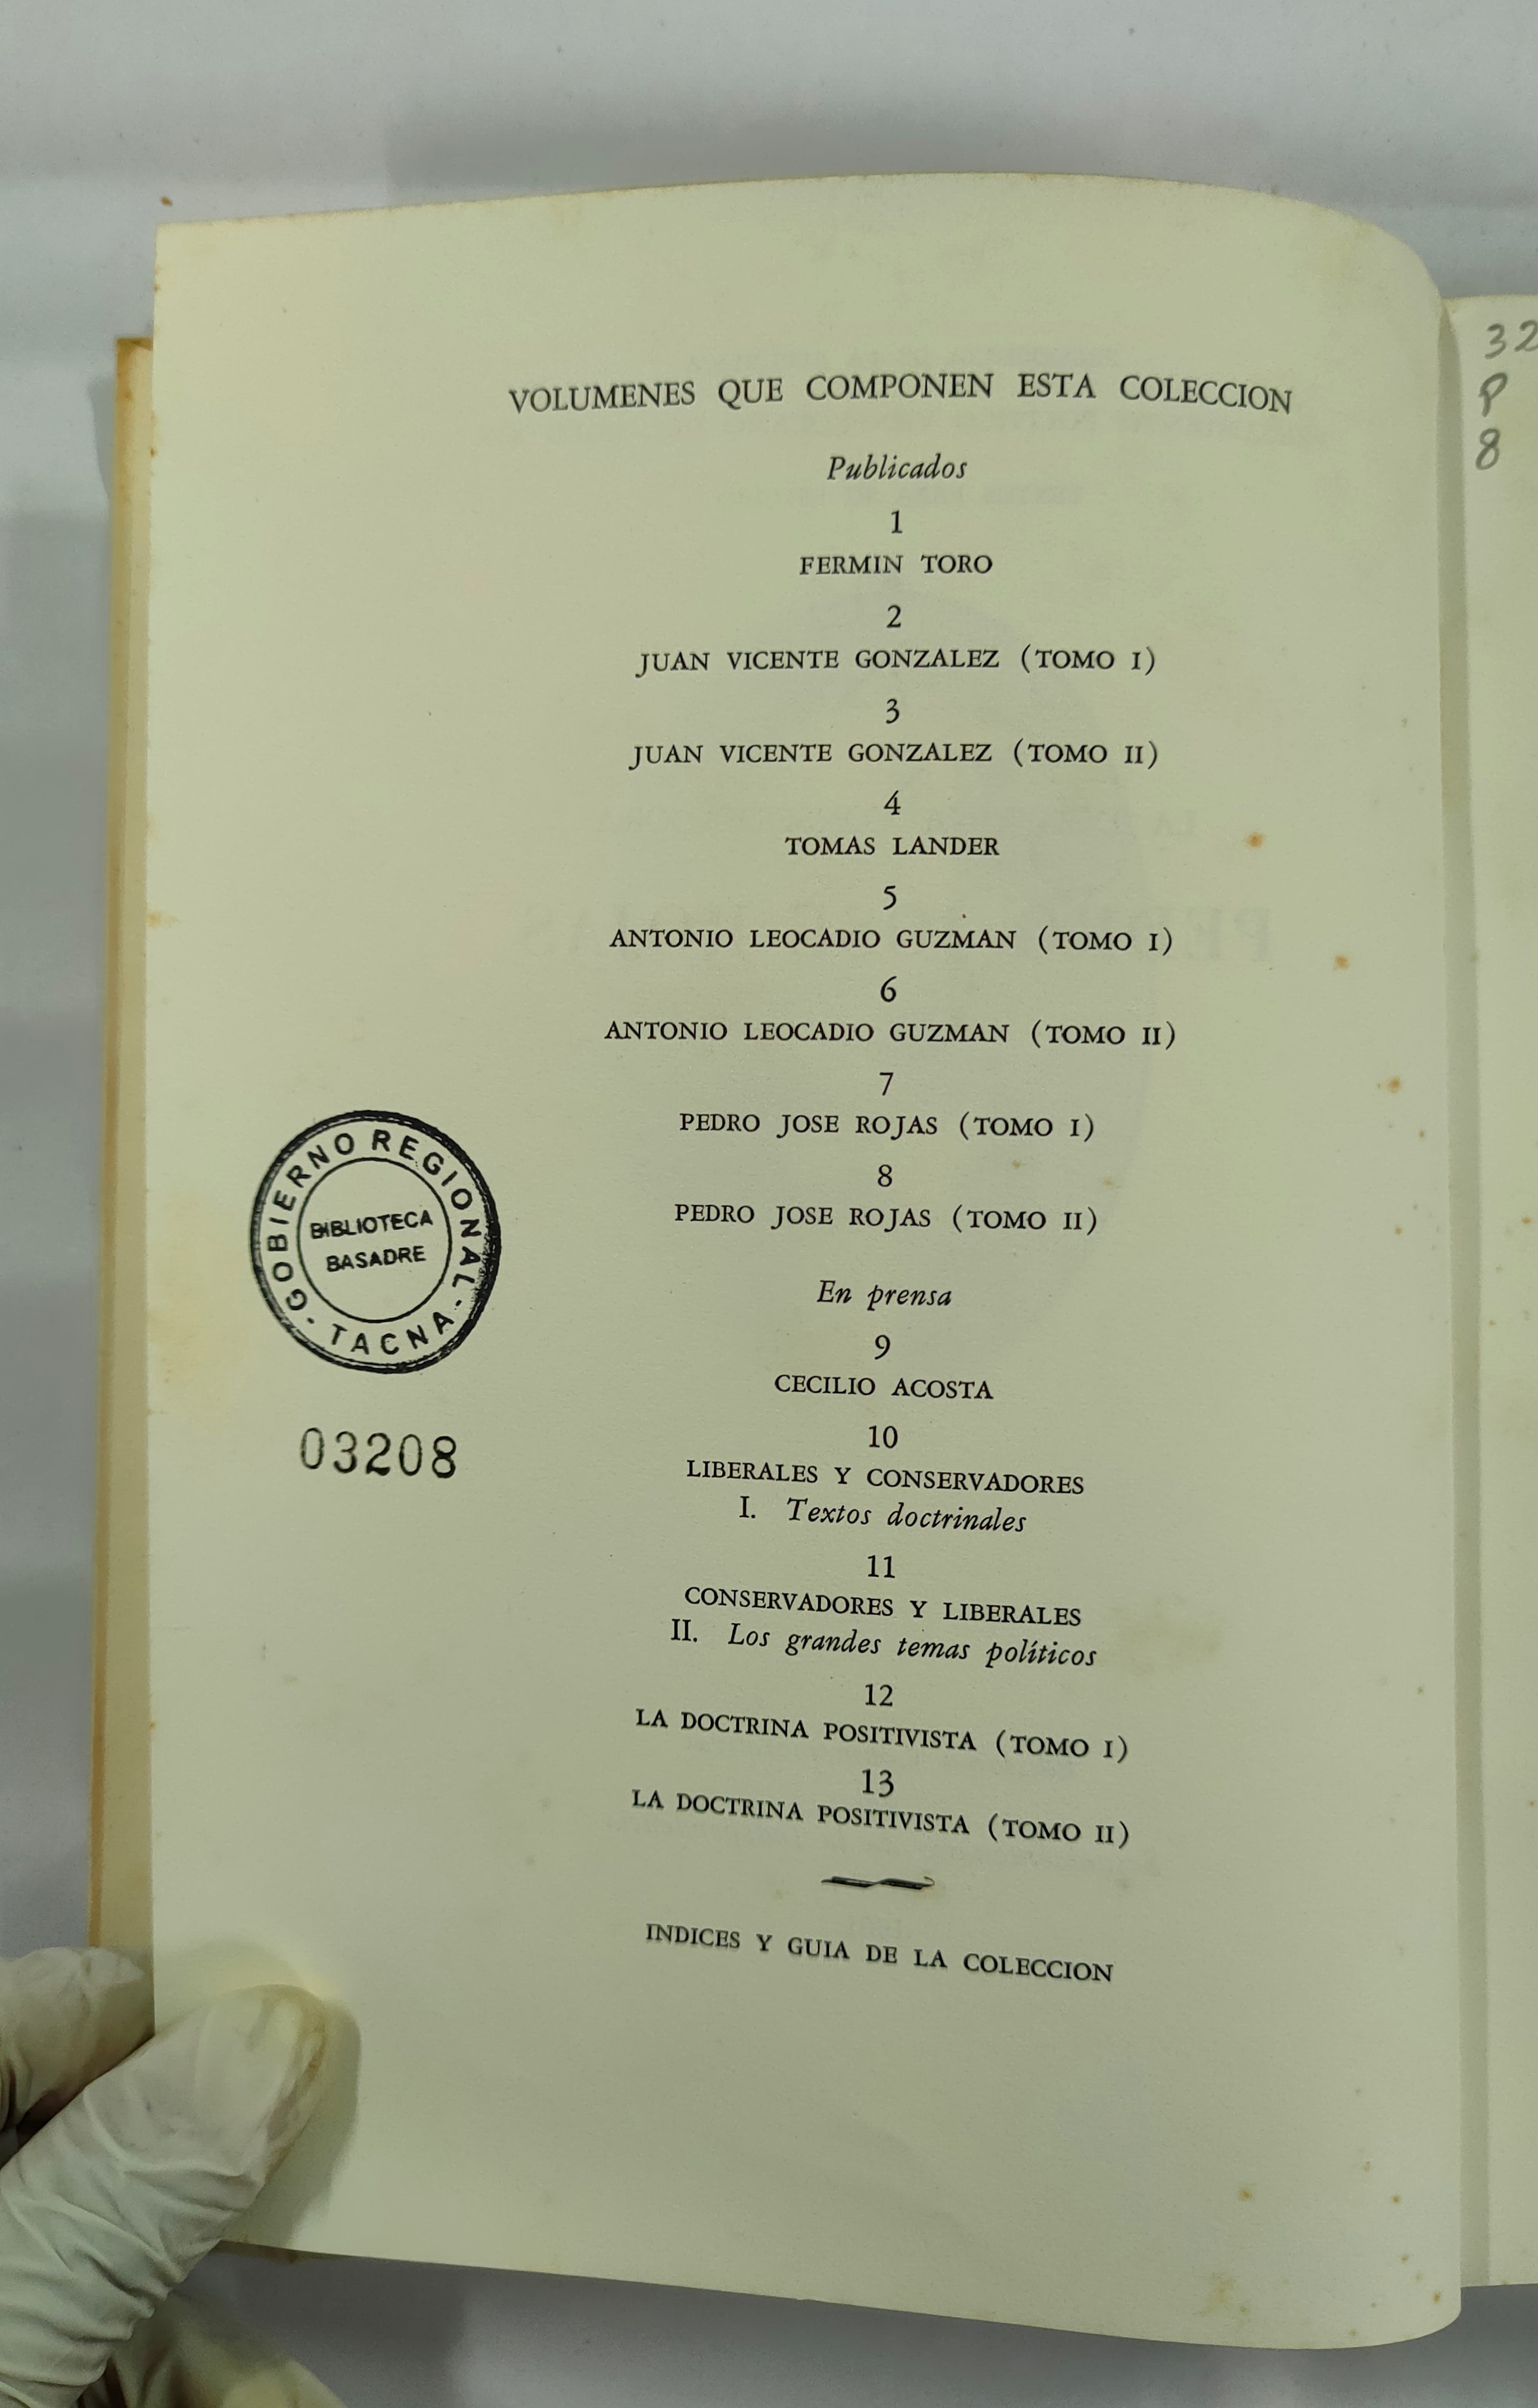 VOLUMENES QUE COMPONEN ESTA COLECCION
Publicados
1
FERMIN TORO
2
JUAN VICENTE GONZALEZ (TOMO I)
3
JUAN VICENTE GONZALEZ (TOMO II)
4
TOMAS LANDER
5
ANTONIO LEOCADIO GUZMAN (TOMO I)
6
ANTONIO LEOCADIO GUZMAN (TOMO II)
7
PEDRO JOSE ROJAS (TOMO I)
8
PEDRO JOSE ROJAS (TOMO II)
En prensa
9
CECILIO ACOSTA
10
LIBERALES Y CONSERVADORES
I. Textos doctrinales
11
CONSERVADORES Y LIBERALES
II. Los grandes temas políticos
12
LA DOCTRINA POSITIVISTA (TOMO I)
13
LA DOCTRINA POSITIVISTA (TOMO II)
INDICES Y GUIA DE LA COLECCION
GOBIERNO REGIONAL
BIBLIOTECA
BASADRE
- TACNA -
03208
32
P
8